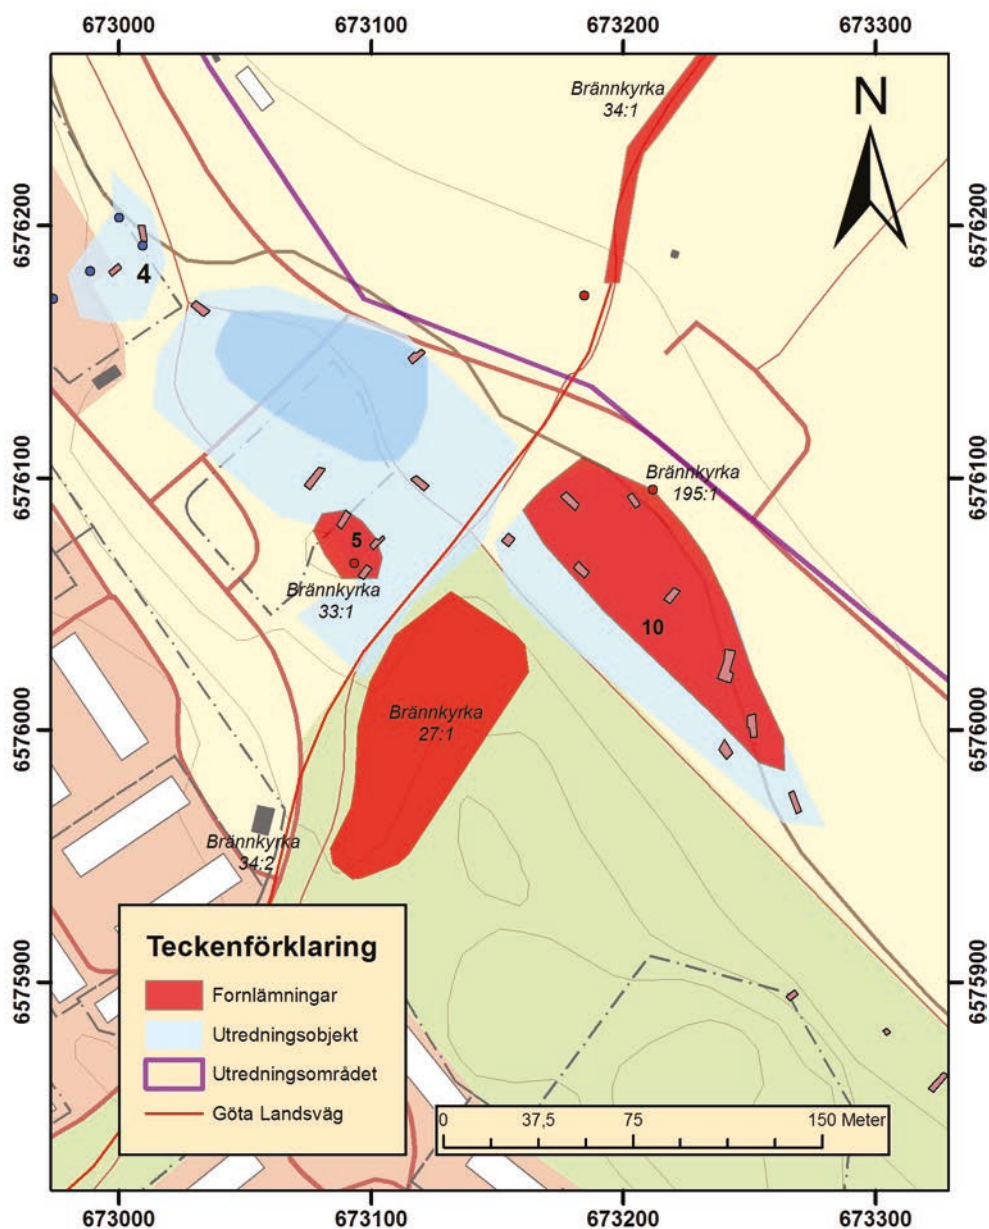 673000 673100 673200 673300
Brännkyrka
34:1
N
6576200 6576200
4
6576100 6576100
Brännkyrka
195:1
5
Brännkyrka
33:1
10
Brännkyrka
27:1
6576000 6576000
Brännkyrka
34:2
Teckenförklaring
Fornlämningar
Utredningsobjekt
Utredningsområdet
Göta Landsväg
6575900 6575900
0 37,5 75 150 Meter
673000 673100 673200 673300